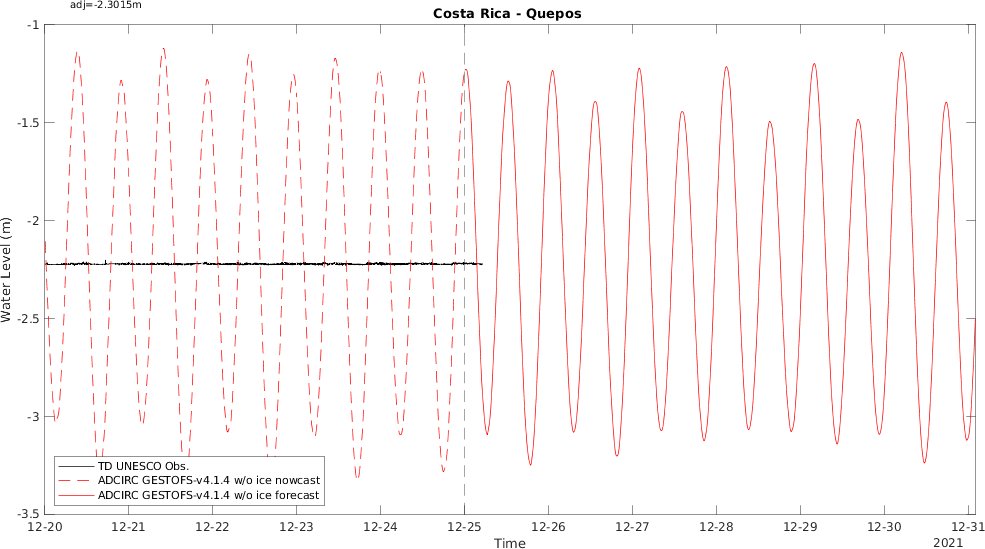 adj=-2.3015m
Costa Rica - Quepos
-1
-1.5
-2
-2.5
-3
-3.5
Water Level (m)
TD UNESCO Obs.
ADCIRC GESTOFS-v4.1.4 w/o ice nowcast
ADCIRC GESTOFS-v4.1.4 w/o ice forecast
12-20 12-21 12-22 12-23 12-24 12-25 12-26 12-27 12-28 12-29 12-30 12-31
Time
2021